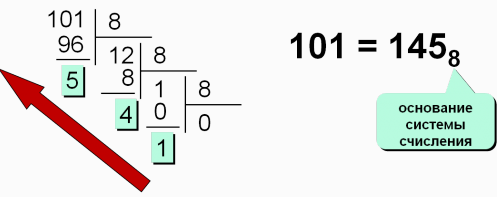 101 8
96 12 8
5 8 1 8
4 0 0
1
101 = 145₈
основание
системы
счисления